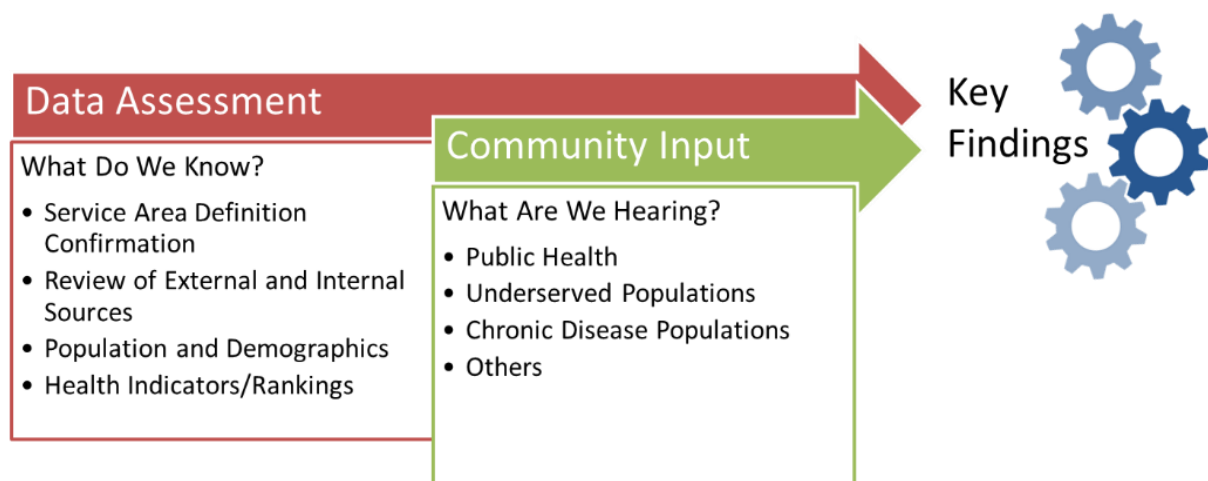 Data Assessment
What Do We Know?
• Service Area Definition
Confirmation
• Review of External and Internal
Sources
• Population and Demographics
• Health Indicators/Rankings
Community Input
What Are We Hearing?
• Public Health
• Underserved Populations
• Chronic Disease Populations
• Others
Key
Findings